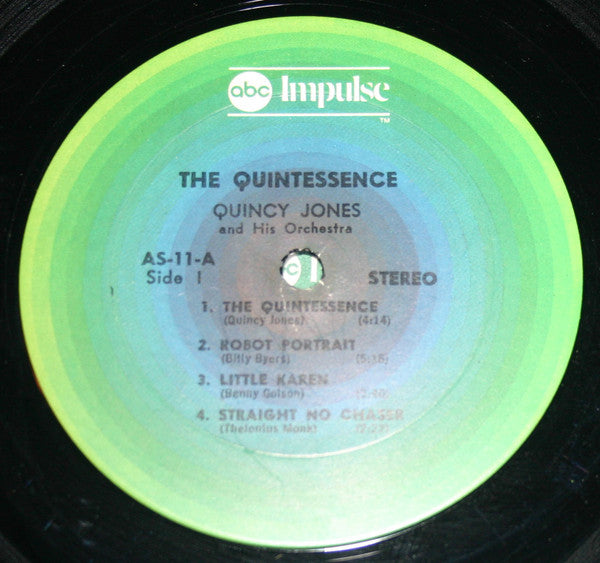 abc Impulse
TM
THE QUINTESSENCE
QUINCY JONES
and His Orchestra
AS-11-A
Side 1
STEREO
1. THE QUINTESSENCE
(Quincy Jones) (4:14)
2. ROBOT PORTRAIT
(Billy Byers)
3. LITTLE KAREN
(Benny Golson)
4. STRAIGHT NO CHASER
(Thelonius Monk)